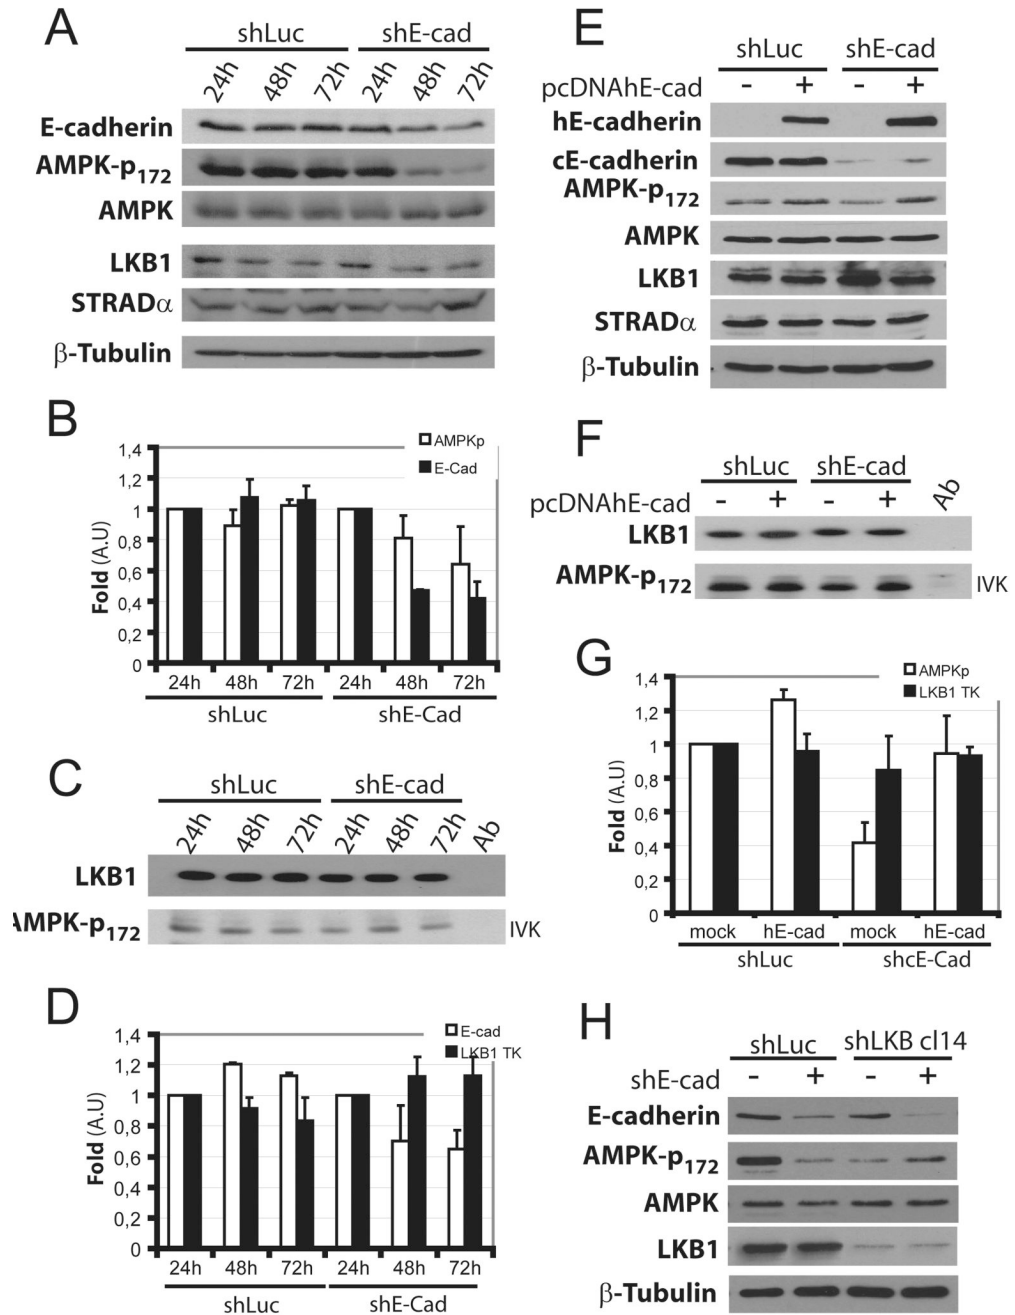 A
shLuc shE-cad
24h 48h 72h 24h 48h 72h
E-cadherin
AMPK-p172
AMPK
LKB1
STRADα
β-Tubulin
B
1,4
1,2
1
0,8
0,6
0,4
0,2
0
Fold (A.U)
AMPKp
E-Cad
24h 48h 72h 24h 48h 72h
shLuc shE-Cad
C
shLuc shE-cad
24h 48h 72h 24h 48h 72h Ab
LKB1
AMPK-p172 IVK
D
1,4
1,2
1
0,8
0,6
0,4
0,2
0
Fold (A.U)
E-cad
LKB1 TK
24h 48h 72h 24h 48h 72h
shLuc shE-Cad
E
shLuc shE-cad
pcDNAhE-cad - + - +
hE-cadherin
cE-cadherin
AMPK-p172
AMPK
LKB1
STRADα
β-Tubulin
F
shLuc shE-cad
pcDNAhE-cad - + - + Ab
LKB1
AMPK-p172 IVK
G
1,4
1,2
1
0,8
0,6
0,4
0,2
0
Fold (A.U)
AMPKp
LKB1 TK
mock hE-cad mock hE-cad
shLuc shcE-Cad
H
shLuc shLKB cl14
shE-cad - + - +
E-cadherin
AMPK-p172
AMPK
LKB1
β-Tubulin